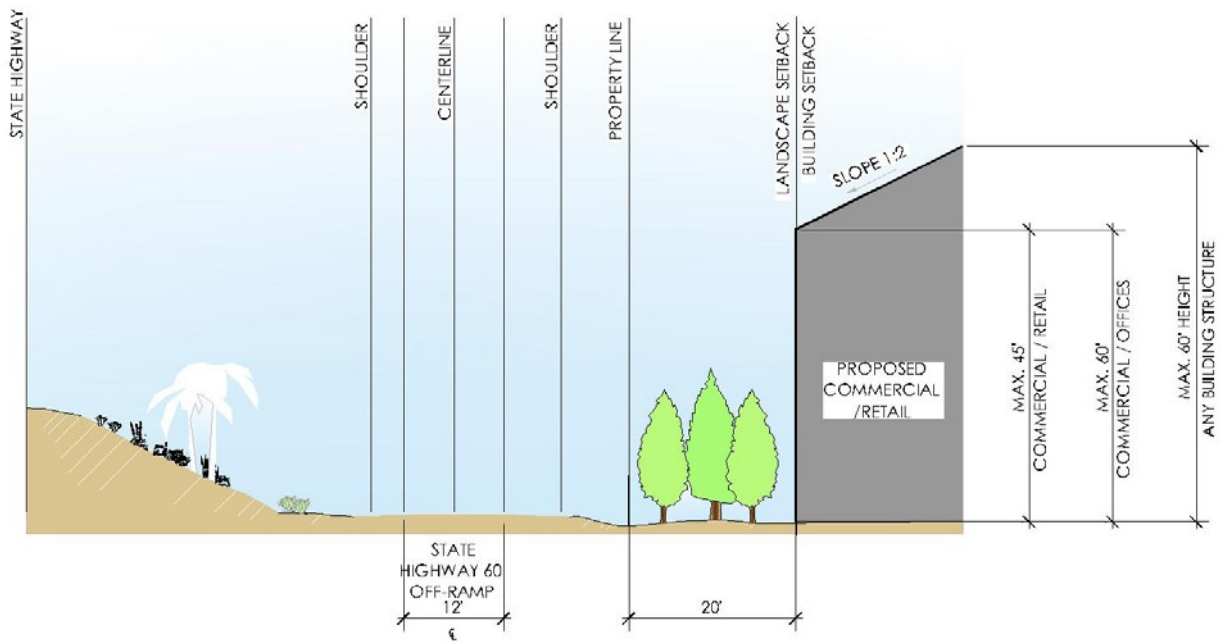 STATE HIGHWAY
SHOULDER
CENTERLINE
SHOULDER
PROPERTY LINE
LANDSCAPE SETBACK
BUILDING SETBACK
SLOPE 1:2
PROPOSED
COMMERCIAL
/RETAIL
MAX. 45'
COMMERCIAL / RETAIL
MAX. 60'
COMMERCIAL / OFFICES
MAX. 60' HEIGHT
ANY BUILDING STRUCTURE
STATE
HIGHWAY 60
OFF-RAMP
12'
℄
20'